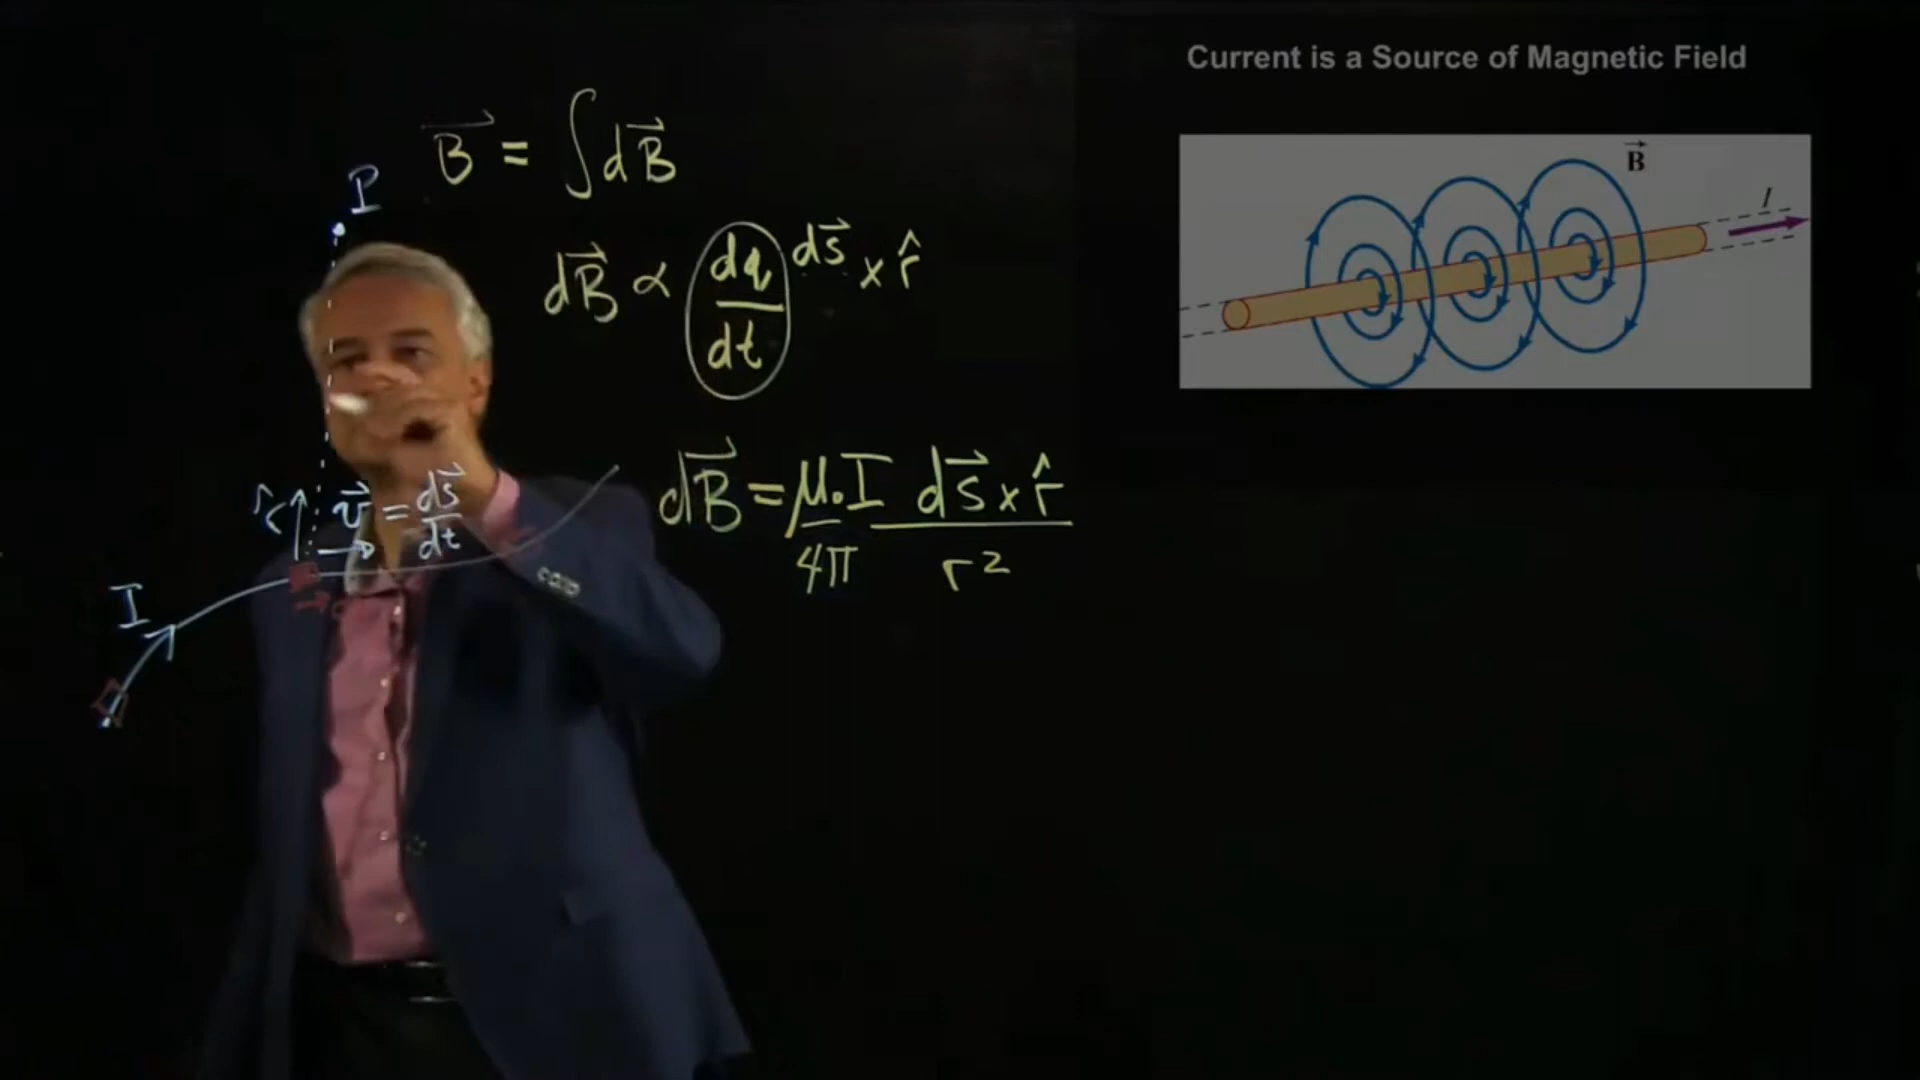 Current is a Source of Magnetic Field
B⃗ = ∫dB⃗
P
dB⃗ ∝ dq/dt ds⃗ × r̂
B⃗
I
dB⃗ = μ₀I/4π ds⃗ × r̂/r²
r̂
v⃗ = ds⃗/dt
I